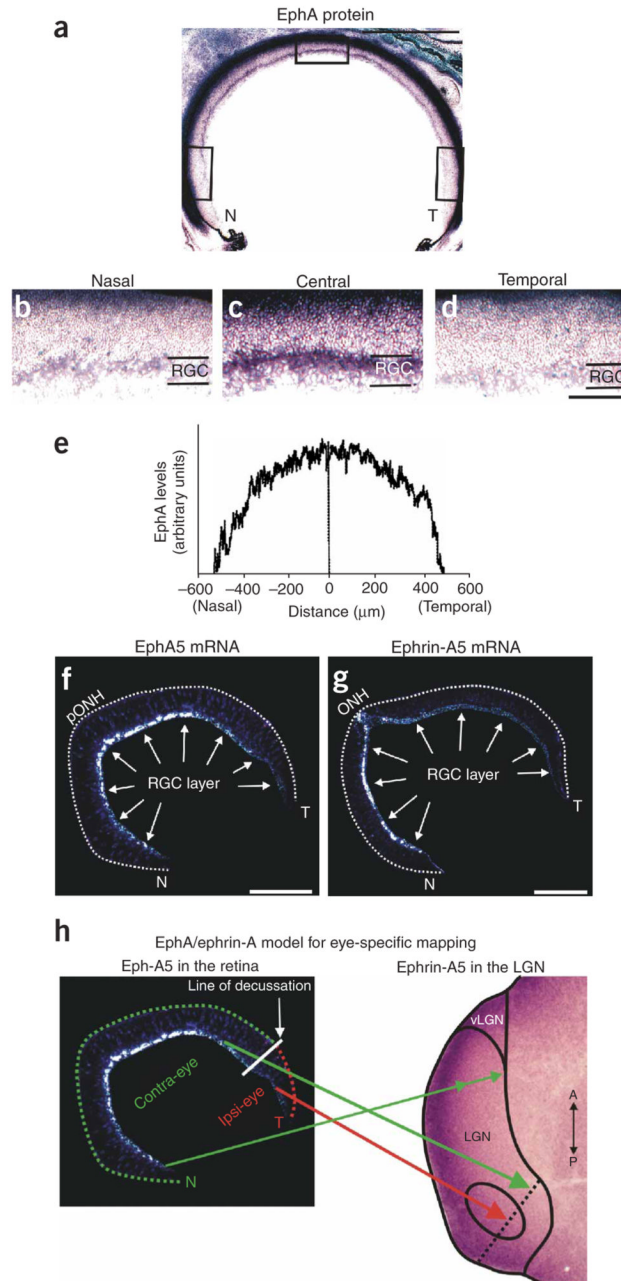 EphA protein
a
N
T
Nasal
Central
Temporal
b
c
d
RGC
RGC
RGC
e
EphA levels
(arbitrary units)
−600
−400
−200
0
200
400
600
(Nasal)
Distance (µm)
(Temporal)
EphA5 mRNA
Ephrin-A5 mRNA
f
g
pONH
ONH
RGC layer
RGC layer
T
T
N
N
h
EphA/ephrin-A model for eye-specific mapping
Eph-A5 in the retina
Ephrin-A5 in the LGN
Line of decussation
vLGN
Contra-eye
Ipsi-eye
T
N
LGN
A
P